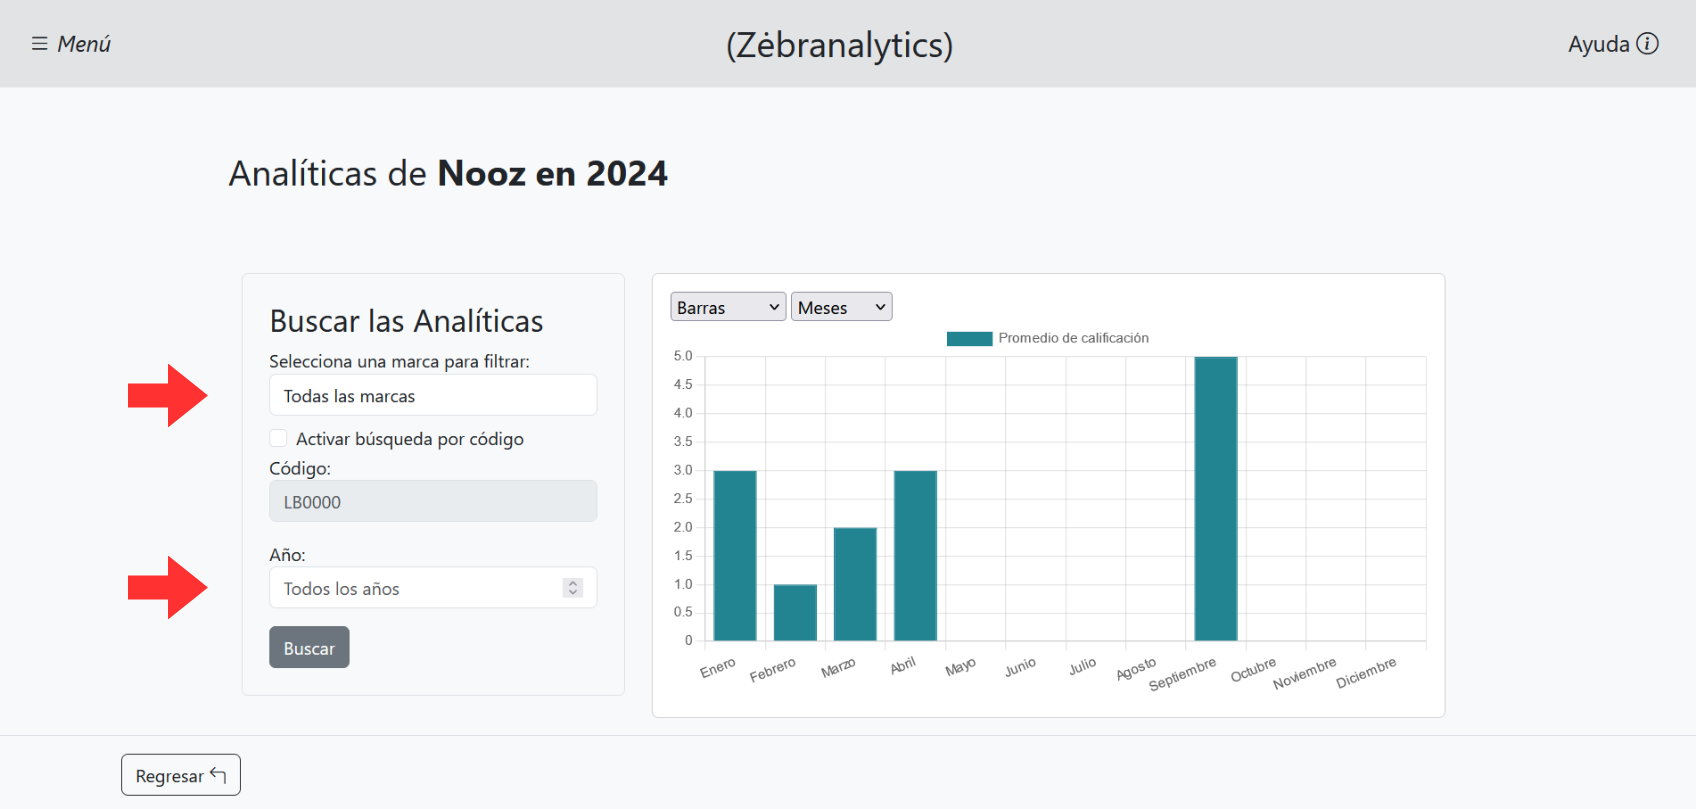 Menú
(Zėbranalytics)
Ayuda
Analíticas de Nooz en 2024
Buscar las Analíticas
Selecciona una marca para filtrar:
Todas las marcas
Activar búsqueda por código
Código:
LB0000
Año:
Todos los años
Buscar
Barras
Meses
Promedio de calificación
5.0
4.5
4.0
3.5
3.0
2.5
2.0
1.5
1.0
0.5
0
Enero
Febrero
Marzo
Abril
Mayo
Junio
Julio
Agosto
Septiembre
Octubre
Noviembre
Diciembre
Regresar